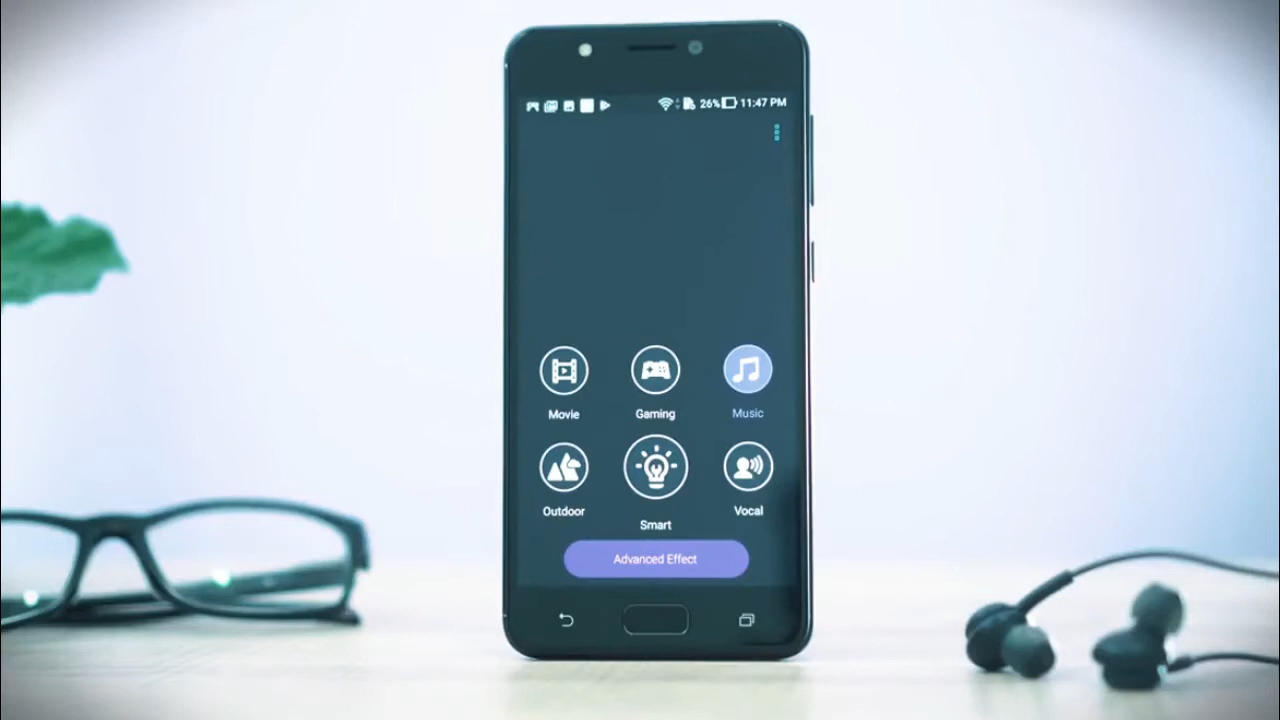 26% 11:47 PM
Movie Gaming Music
Outdoor Smart Vocal
Advanced Effect